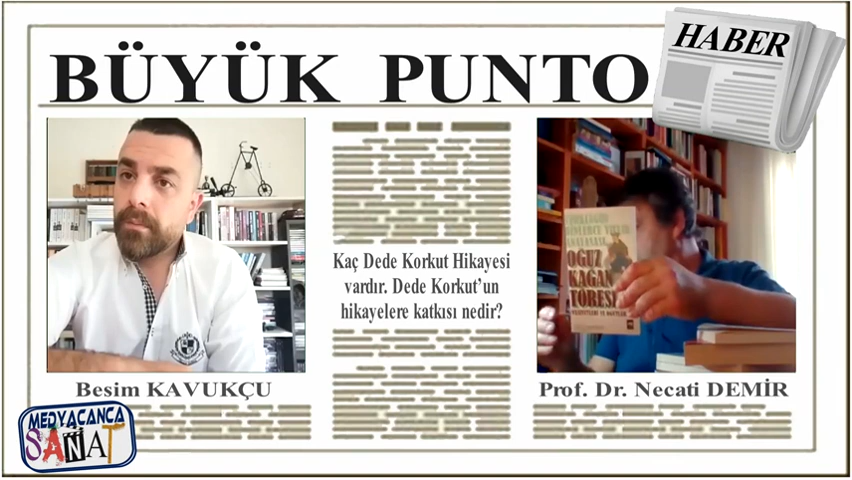 BÜYÜK PUNTO
HABER
Kaç Dede Korkut Hikayesi
vardır. Dede Korkut'un
hikayelere katkısı nedir?
OĞUZ
KAĞAN
TÖRESİ
Besim KAVUKÇU
Prof. Dr. Necati DEMİR
MEDYACANCA
SANAT